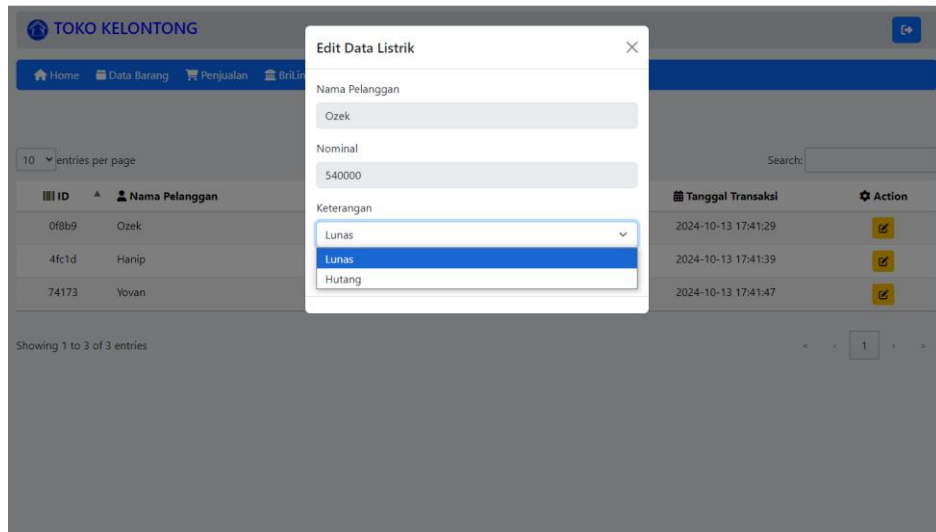 TOKO KELONTONG
Home Data Barang Penjualan BriLin
Edit Data Listrik
Nama Pelanggan
Ozek
Nominal
540000
Keterangan
Lunas
Lunas
Hutang
10 entries per page
Search:
ID Nama Pelanggan Tanggal Transaksi Action
0f8b9 Ozek 2024-10-13 17:41:29
4fc1d Hanip 2024-10-13 17:41:39
74173 Yovan 2024-10-13 17:41:47
Showing 1 to 3 of 3 entries
« ‹ 1 › »